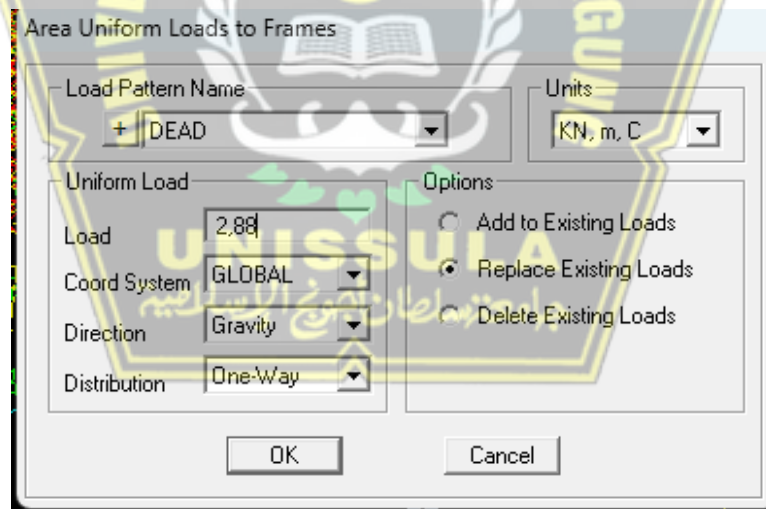 Area Uniform Loads to Frames
Load Pattern Name
+ DEAD
Units
KN, m, C
Uniform Load
Load 2,88
Coord System GLOBAL
Direction Gravity
Distribution One-Way
Options
Add to Existing Loads
Replace Existing Loads
Delete Existing Loads
OK Cancel
UNISSULA